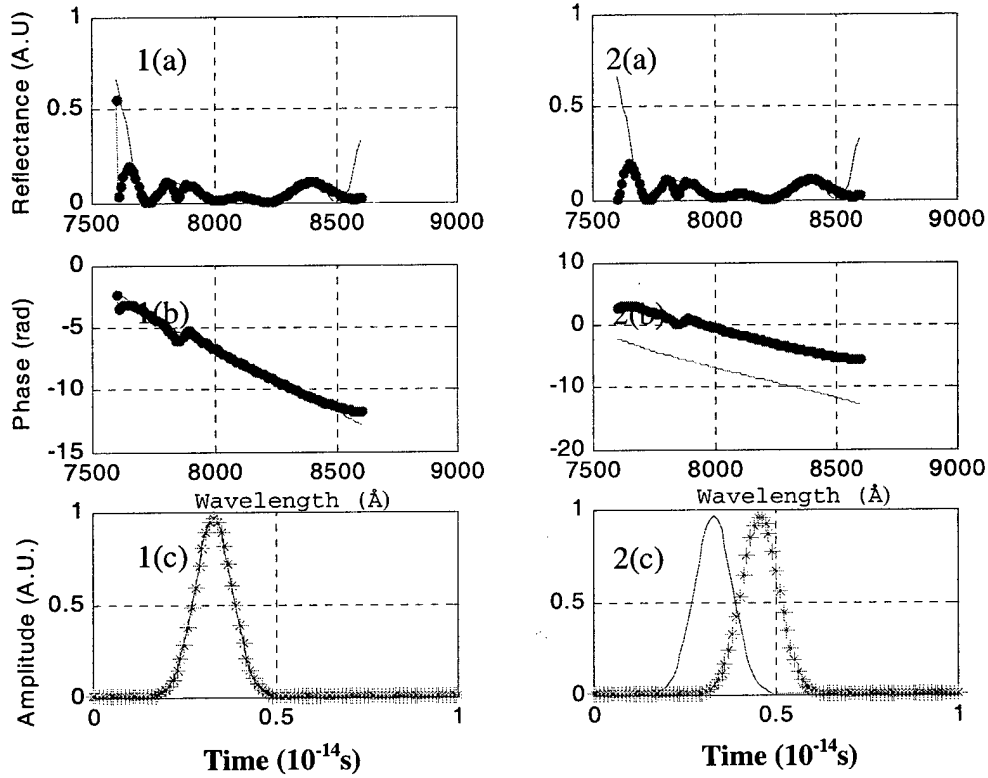 1
1(a)
Reflectance (A.U)
0.5
0
7500 8000 8500 9000
1
2(a)
0.5
0
7500 8000 8500 9000
0
1(b)
Phase (rad)
-5
-10
-15
7500 8000 8500 9000
Wavelength (Å)
10
2(b)
0
-10
-20
7500 8000 8500 9000
Wavelength (Å)
1
1(c)
Amplitude (A.U.)
0.5
0
0 0.5 1
Time (10⁻¹⁴s)
1
2(c)
0.5
0
0 0.5 1
Time (10⁻¹⁴s)